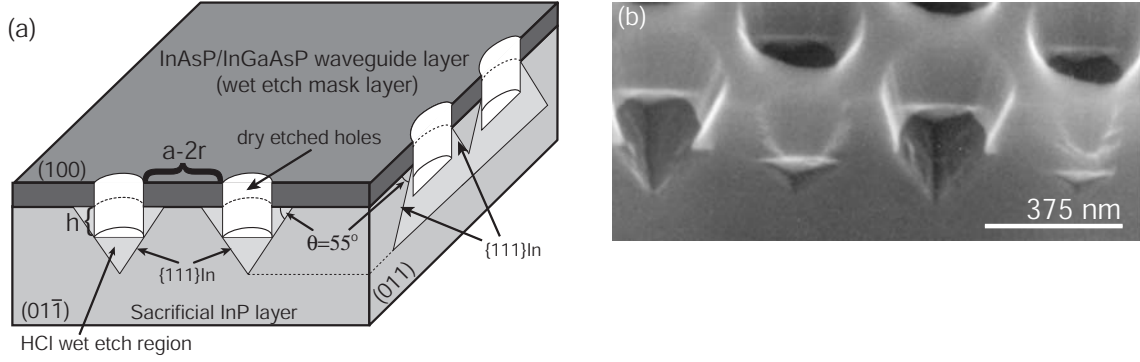 (a)
InAsP/InGaAsP waveguide layer
(wet etch mask layer)
dry etched holes
a-2r
(100)
h
θ=55°
{111}In
{111}In
(011)
(011̄)
Sacrificial InP layer
HCl wet etch region
(b)
375 nm